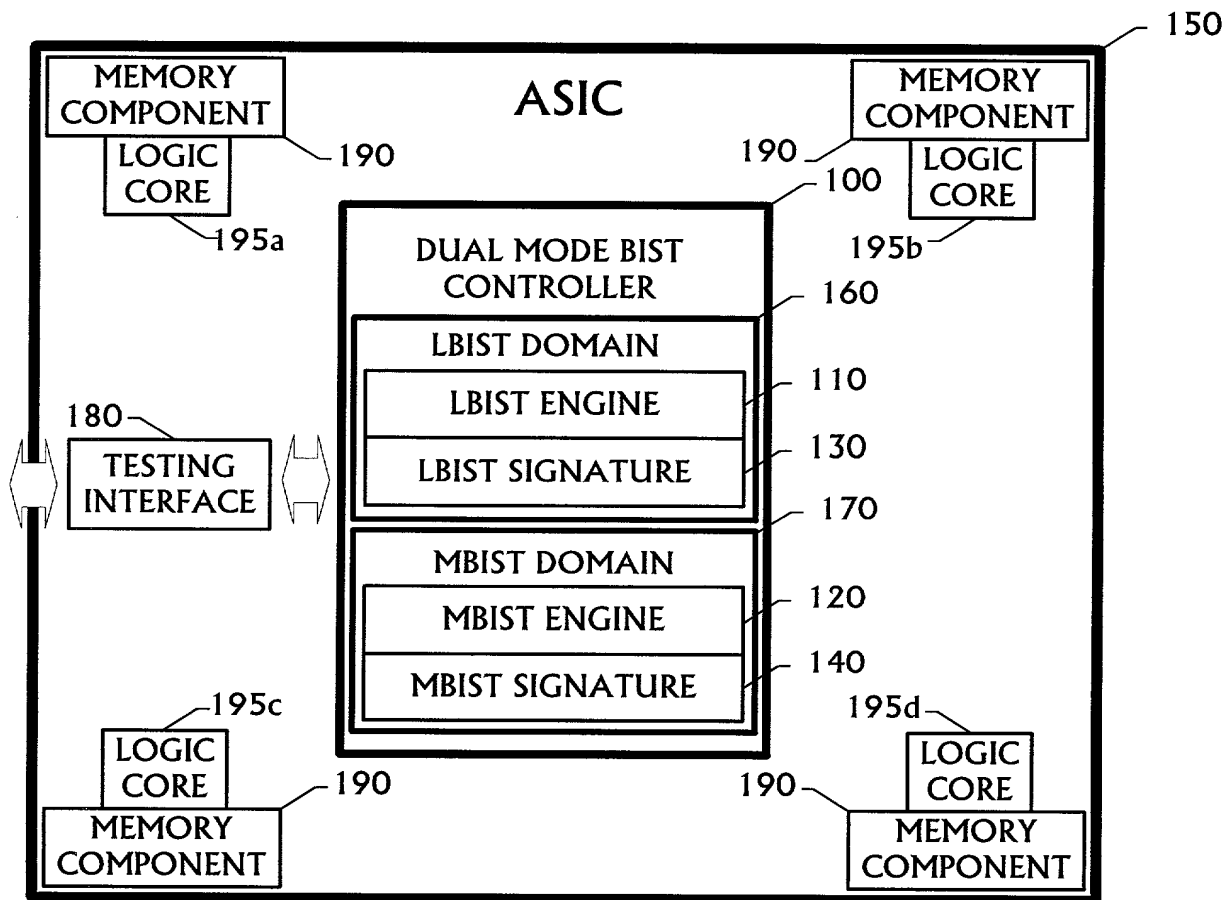 150
MEMORY
COMPONENT
ASIC
MEMORY
COMPONENT
190
190
LOGIC
CORE
LOGIC
CORE
195a
195b
100
DUAL MODE BIST
CONTROLLER
160
LBIST DOMAIN
110
LBIST ENGINE
180
130
TESTING
INTERFACE
LBIST SIGNATURE
170
MBIST DOMAIN
120
MBIST ENGINE
140
MBIST SIGNATURE
195c
195d
LOGIC
CORE
LOGIC
CORE
190
190
MEMORY
COMPONENT
MEMORY
COMPONENT